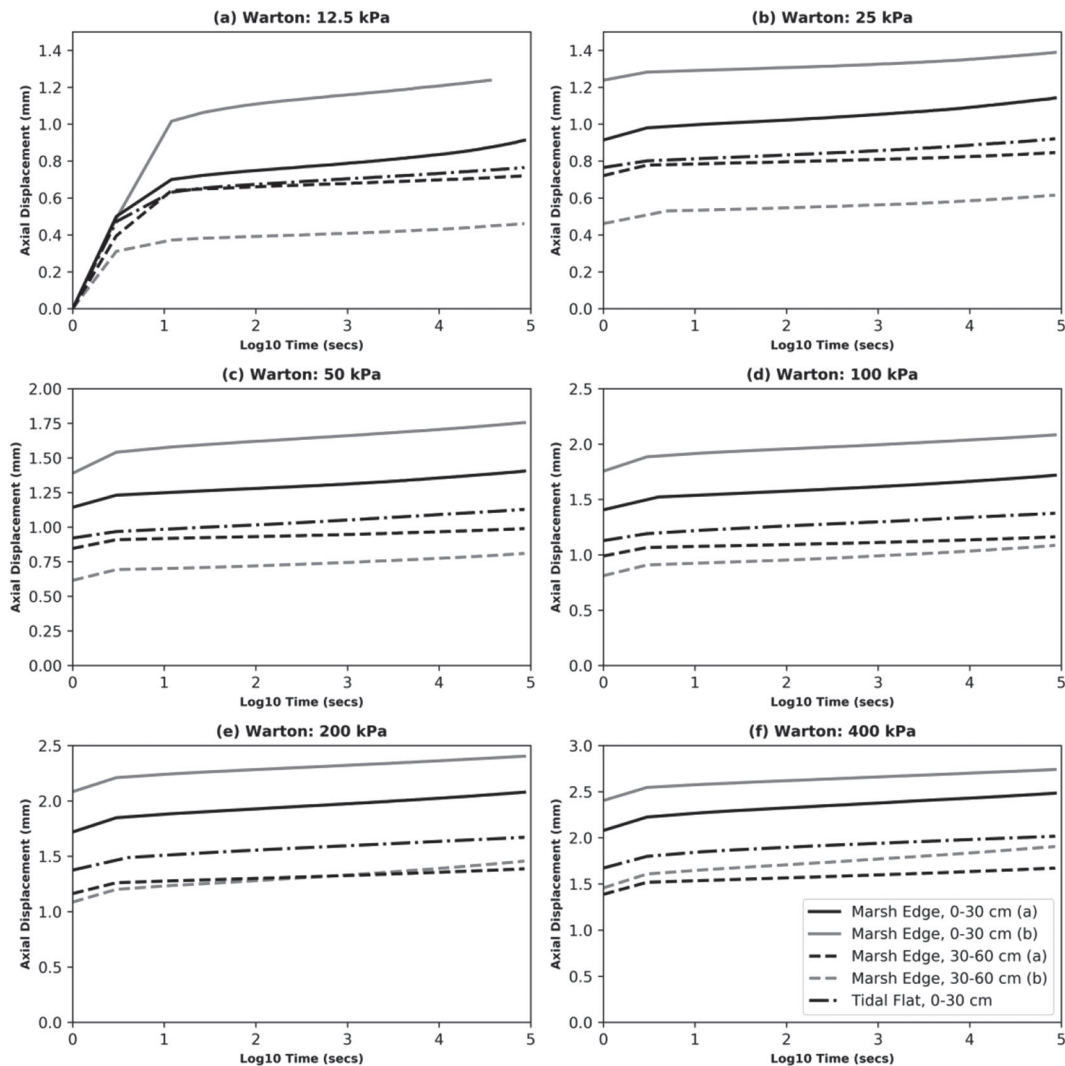 (a) Warton: 12.5 kPa
Axial Displacement (mm)
1.4
1.2
1.0
0.8
0.6
0.4
0.2
0.0
0 1 2 3 4 5
Log10 Time (secs)
(b) Warton: 25 kPa
Axial Displacement (mm)
1.4
1.2
1.0
0.8
0.6
0.4
0.2
0.0
0 1 2 3 4 5
Log10 Time (secs)
(c) Warton: 50 kPa
Axial Displacement (mm)
2.00
1.75
1.50
1.25
1.00
0.75
0.50
0.25
0.00
0 1 2 3 4 5
Log10 Time (secs)
(d) Warton: 100 kPa
Axial Displacement (mm)
2.5
2.0
1.5
1.0
0.5
0.0
0 1 2 3 4 5
Log10 Time (secs)
(e) Warton: 200 kPa
Axial Displacement (mm)
2.5
2.0
1.5
1.0
0.5
0.0
0 1 2 3 4 5
Log10 Time (secs)
(f) Warton: 400 kPa
Axial Displacement (mm)
3.0
2.5
2.0
1.5
1.0
0.5
0.0
0 1 2 3 4 5
Log10 Time (secs)
Marsh Edge, 0-30 cm (a)
Marsh Edge, 0-30 cm (b)
Marsh Edge, 30-60 cm (a)
Marsh Edge, 30-60 cm (b)
Tidal Flat, 0-30 cm